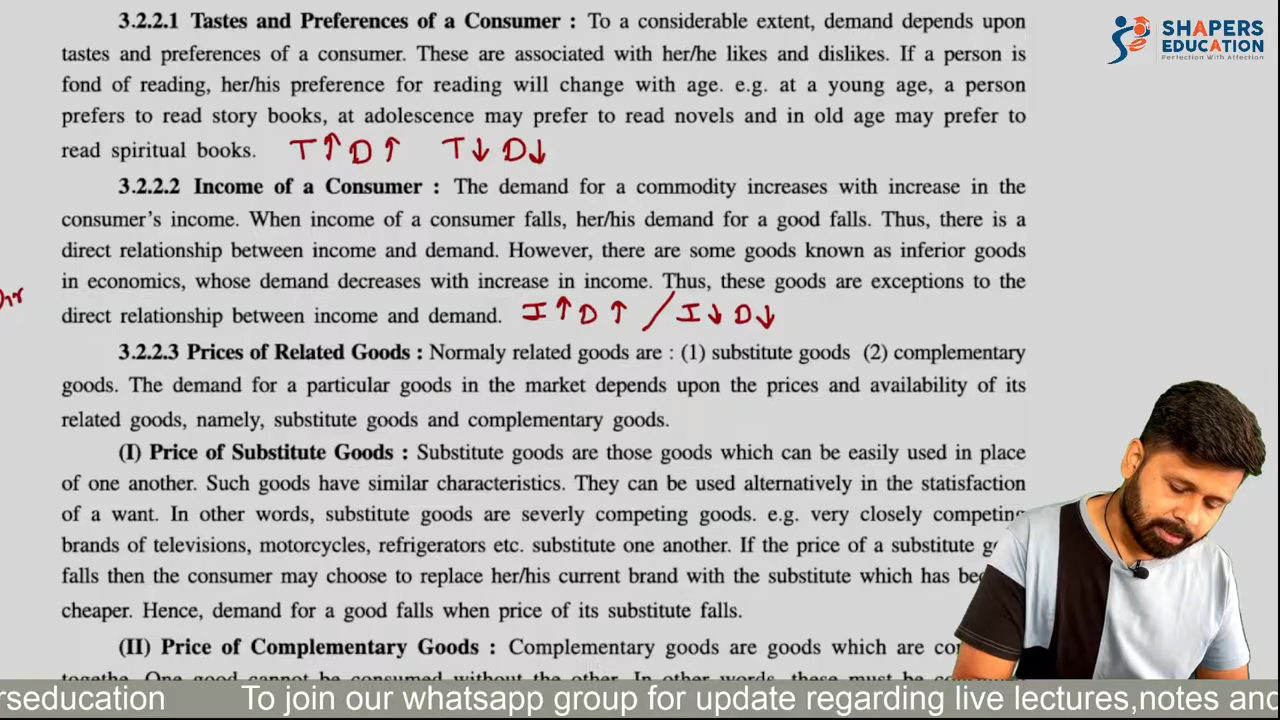 3.2.2.1 Tastes and Preferences of a Consumer : To a considerable extent, demand depends upon
tastes and preferences of a consumer. These are associated with her/he likes and dislikes. If a person is
fond of reading, her/his preference for reading will change with age. e.g. at a young age, a person
prefers to read story books, at adolescence may prefer to read novels and in old age may prefer to
read spiritual books. T↑ D↑ T↓ D↓
3.2.2.2 Income of a Consumer : The demand for a commodity increases with increase in the
consumer's income. When income of a consumer falls, her/his demand for a good falls. Thus, there is a
direct relationship between income and demand. However, there are some goods known as inferior goods
in economics, whose demand decreases with increase in income. Thus, these goods are exceptions to the
direct relationship between income and demand. I↑ D↑ / I↓ D↓
3.2.2.3 Prices of Related Goods : Normaly related goods are : (1) substitute goods (2) complementary
goods. The demand for a particular goods in the market depends upon the prices and availability of its
related goods, namely, substitute goods and complementary goods.
(I) Price of Substitute Goods : Substitute goods are those goods which can be easily used in place
of one another. Such goods have similar characteristics. They can be used alternatively in the statisfaction
of a want. In other words, substitute goods are severly competing goods. e.g. very closely competing
brands of televisions, motorcycles, refrigerators etc. substitute one another. If the price of a substitute
falls then the consumer may choose to replace her/his current brand with the substitute which has
cheaper. Hence, demand for a good falls when price of its substitute falls.
(II) Price of Complementary Goods : Complementary goods are goods which are
One good cannot be consumed without the other. In other words, these must be
SHAPERS
EDUCATION
Perfection With Affection
rseducation To join our whatsapp group for update regarding live lectures,notes and